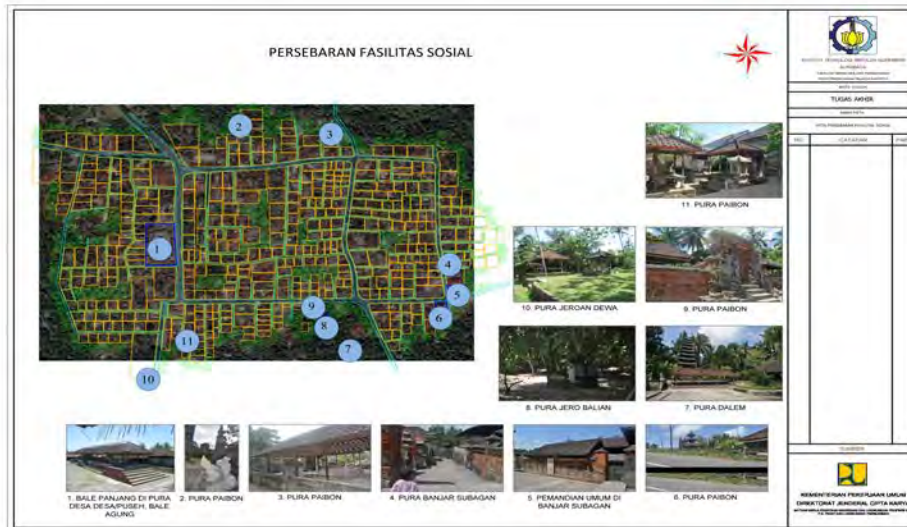 PERSEBARAN FASILITAS SOSIAL
1
2
3
4
5
6
7
8
9
10
11
11. PURA PAIBON
10. PURA JEROAN DEWA
9. PURA PAIBON
8. PURA JERO BALIAN
7. PURA DALEM
1. BALE PANJANG DI PURA
DESA DESA/PUSEH, BALE
AGUNG
2. PURA PAIBON
3. PURA PAIBON
4. PURA BANJAR SUBAGAN
5. PEMANDIAN UMUM DI
BANJAR SUBAGAN
6. PURA PAIBON
TUGAS AKHIR
NO
CATATAN
SUMBER
KEMENTERIAN PEKERJAAN UMUM
DIREKTORAT JENDERAL CIPTA KARYA